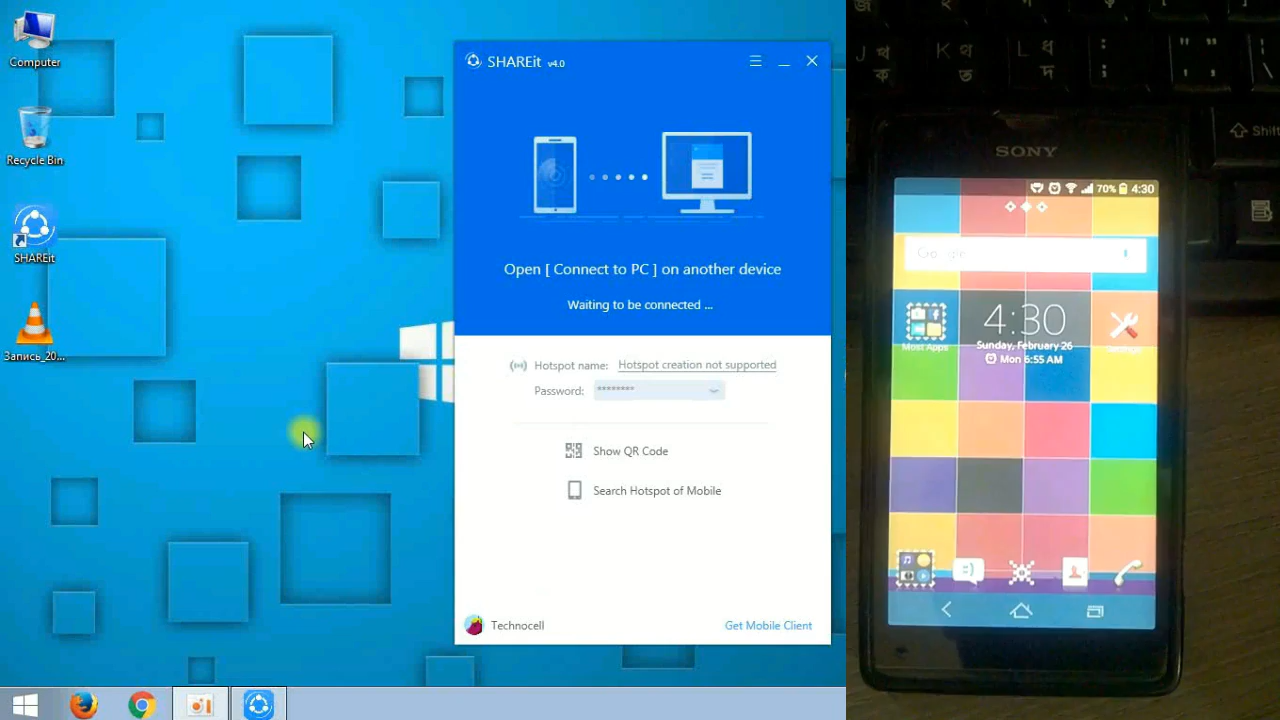 Computer
Recycle Bin
SHAREit
Запись_20...
SHAREit v4.0
Open [ Connect to PC ] on another device
Waiting to be connected ...
Hotspot name: Hotspot creation not supported
Password: ********
Show QR Code
Search Hotspot of Mobile
Technocell
Get Mobile Client
SONY
70% 4:30
Google
4:30
Sunday, February 26
Mon 6:55 AM
Most Apps
J
K
L
:
;
"
'
Shift